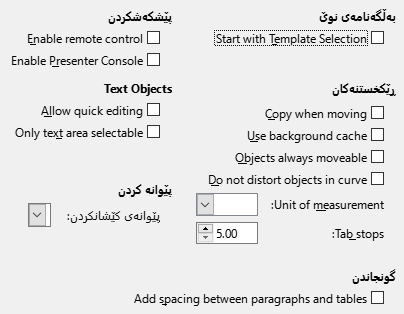 بەڵگەنامەی نوێ
Start with Template Selection
پێشکەشکردن
Enable remote control
Enable Presenter Console
ڕێکخستنەکان
Copy when moving
Use background cache
Objects always moveable
Do not distort objects in curve
Unit of measurement:
Tab stops:
5.00
Text Objects
Allow quick editing
Only text area selectable
پێوانە کردن
پێوانەی کێشانکردن:
گونجاندن
Add spacing between paragraphs and tables